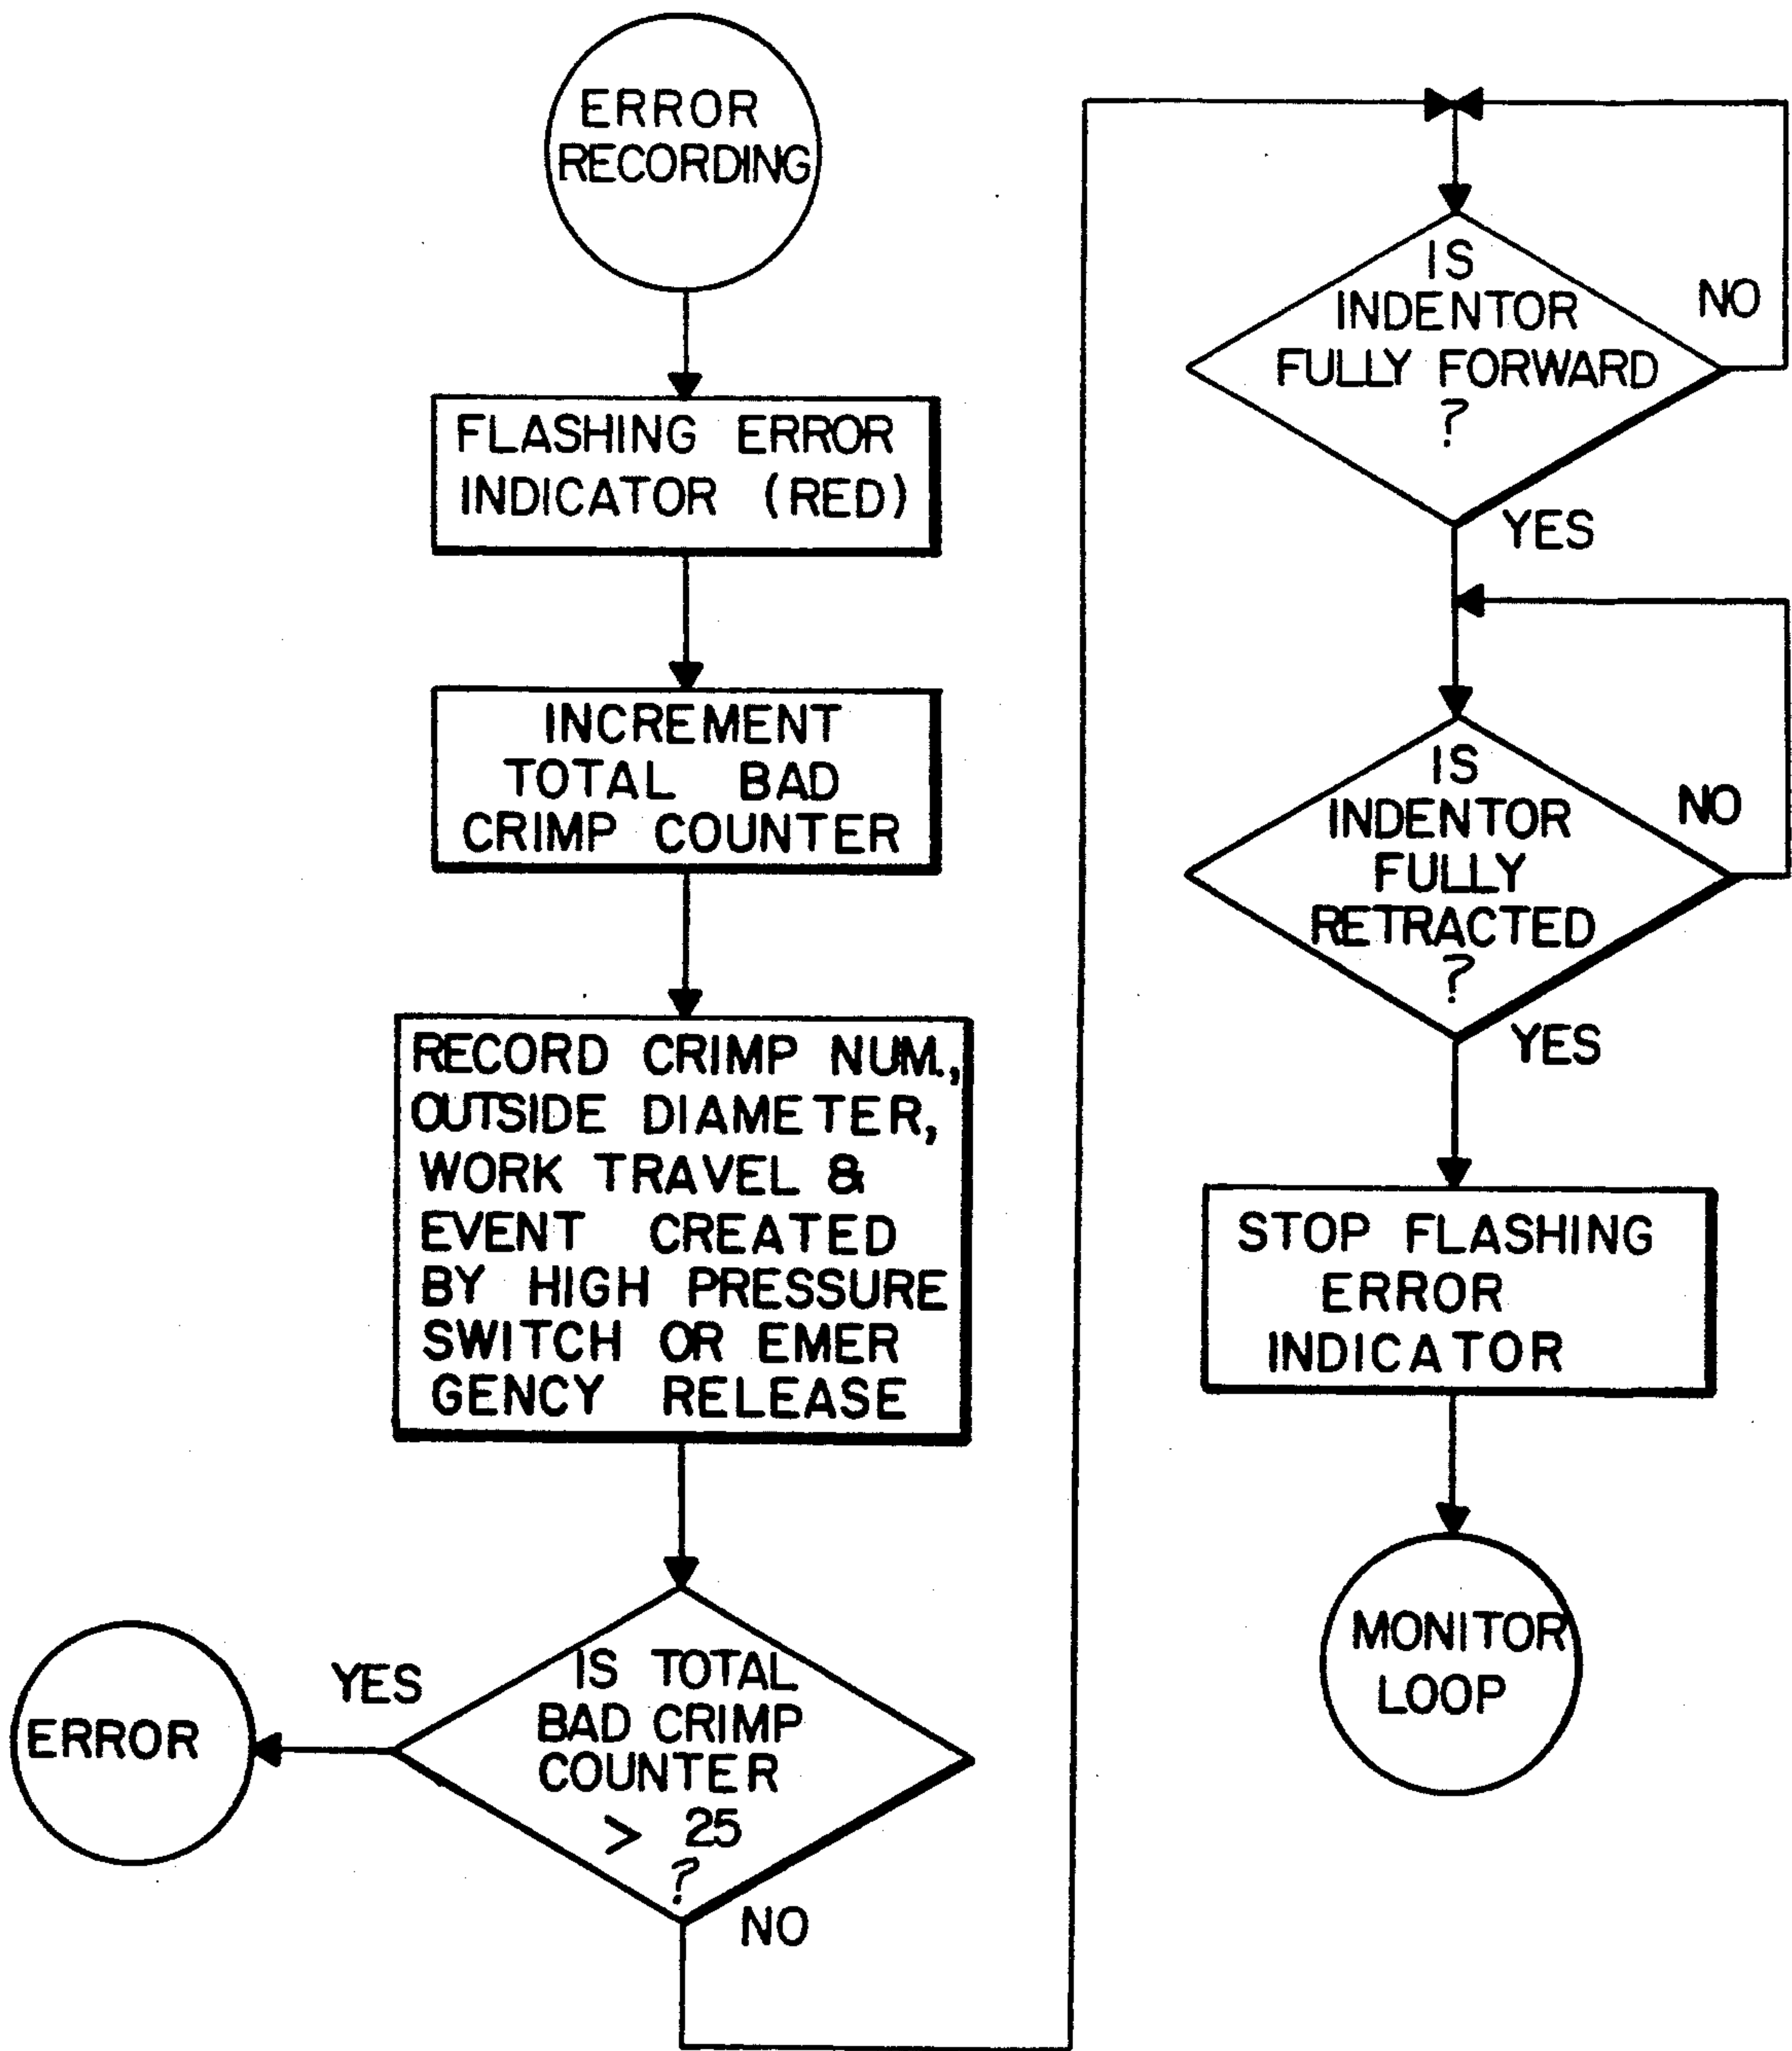 ERROR
RECORDING
FLASHING ERROR
INDICATOR (RED)
INCREMENT
TOTAL BAD
CRIMP COUNTER
RECORD CRIMP NUM.,
OUTSIDE DIAMETER,
WORK TRAVEL &
EVENT CREATED
BY HIGH PRESSURE
SWITCH OR EMER
GENCY RELEASE
IS TOTAL
BAD CRIMP
COUNTER
> 25
?
YES
ERROR
NO
IS
INDENTOR
FULLY FORWARD
?
NO
YES
IS
INDENTOR
FULLY
RETRACTED
?
NO
YES
STOP FLASHING
ERROR
INDICATOR
MONITOR
LOOP